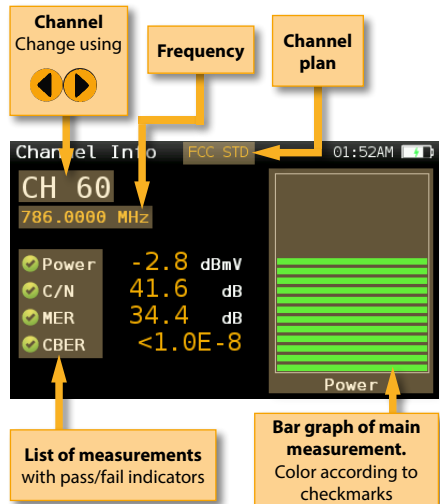 Channel
Change using
Frequency
Channel
plan
Channel Info
FCC STD
01:52AM
CH 60
786.0000 MHz
Power -2.8 dBmV
C/N 41.6 dB
MER 34.4 dB
CBER <1.0E-8
Power
List of measurements
with pass/fail indicators
Bar graph of main
measurement.
Color according to
checkmarks